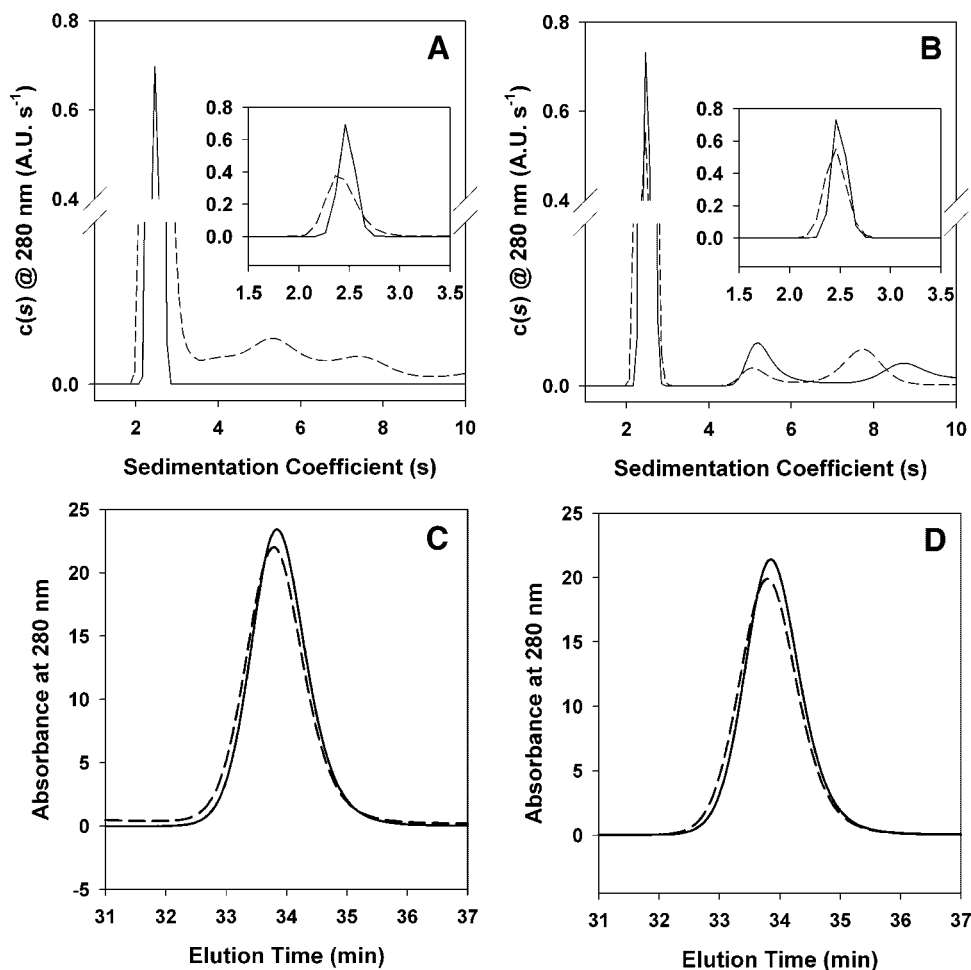 A
c(s) @ 280 nm (A.U. s⁻¹)
0.8
0.6
0.4
0.0
0.8
0.6
0.4
0.2
0.0
1.5 2.0 2.5 3.0 3.5
2 4 6 8 10
Sedimentation Coefficient (s)
B
c(s) @ 280 nm (A.U. s⁻¹)
0.8
0.6
0.4
0.0
0.8
0.6
0.4
0.2
0.0
1.5 2.0 2.5 3.0 3.5
2 4 6 8 10
Sedimentation Coefficient (s)
C
Absorbance at 280 nm
25
20
15
10
5
0
-5
31 32 33 34 35 36 37
Elution Time (min)
D
Absorbance at 280 nm
25
20
15
10
5
0
31 32 33 34 35 36 37
Elution Time (min)